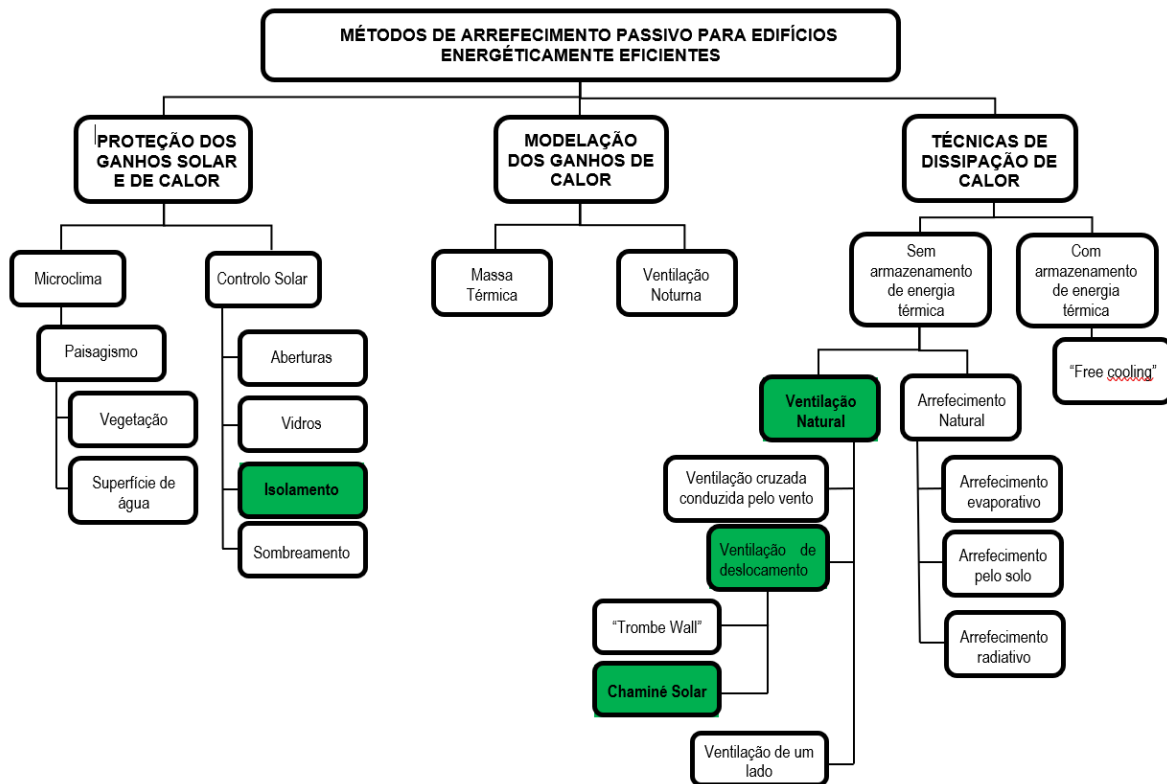 MÉTODOS DE ARREFECIMENTO PASSIVO PARA EDIFÍCIOS
ENERGÉTICAMENTE EFICIENTES
PROTEÇÃO DOS
GANHOS SOLAR
E DE CALOR
Microclima
Paisagismo
Vegetação
Superfície de
água
Controlo Solar
Aberturas
Vidros
Isolamento
Sombreamento
MODELAÇÃO
DOS GANHOS DE
CALOR
Massa
Térmica
Ventilação
Noturna
TÉCNICAS DE
DISSIPAÇÃO DE
CALOR
Sem
armazenamento
de energia
térmica
Ventilação
Natural
Ventilação cruzada
conduzida pelo vento
Ventilação de
deslocamento
"Trombe Wall"
Chaminé Solar
Ventilação de um
lado
Arrefecimento
Natural
Arrefecimento
evaporativo
Arrefecimento
pelo solo
Arrefecimento
radiativo
Com
armazenamento
de energia
térmica
"Free cooling"